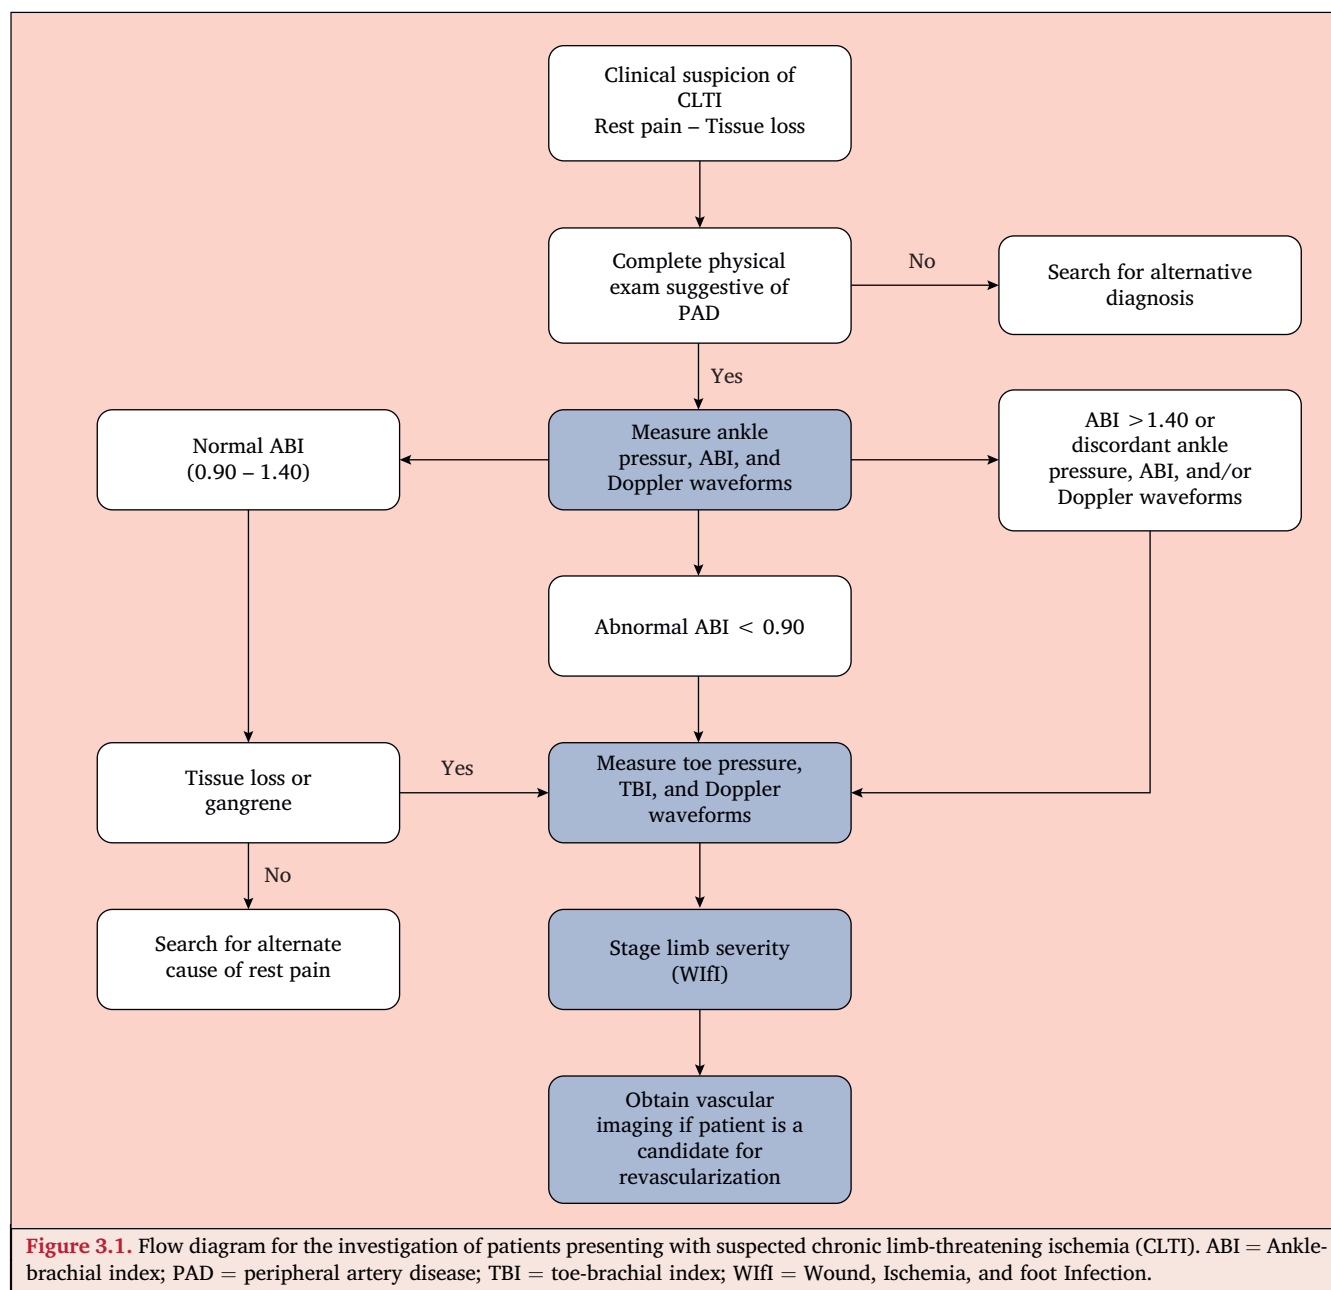 Clinical suspicion of
CLTI
Rest pain – Tissue loss
Complete physical
exam suggestive of
PAD
No
Search for alternative
diagnosis
Yes
Normal ABI
(0.90 – 1.40)
Measure ankle
pressur, ABI, and
Doppler waveforms
ABI >1.40 or
discordant ankle
pressure, ABI, and/or
Doppler waveforms
Abnormal ABI < 0.90
Tissue loss or
gangrene
Yes
Measure toe pressure,
TBI, and Doppler
waveforms
No
Search for alternate
cause of rest pain
Stage limb severity
(WIfI)
Obtain vascular
imaging if patient is a
candidate for
revascularization
Figure 3.1. Flow diagram for the investigation of patients presenting with suspected chronic limb-threatening ischemia (CLTI). ABI = Ankle-
brachial index; PAD = peripheral artery disease; TBI = toe-brachial index; WIfI = Wound, Ischemia, and foot Infection.